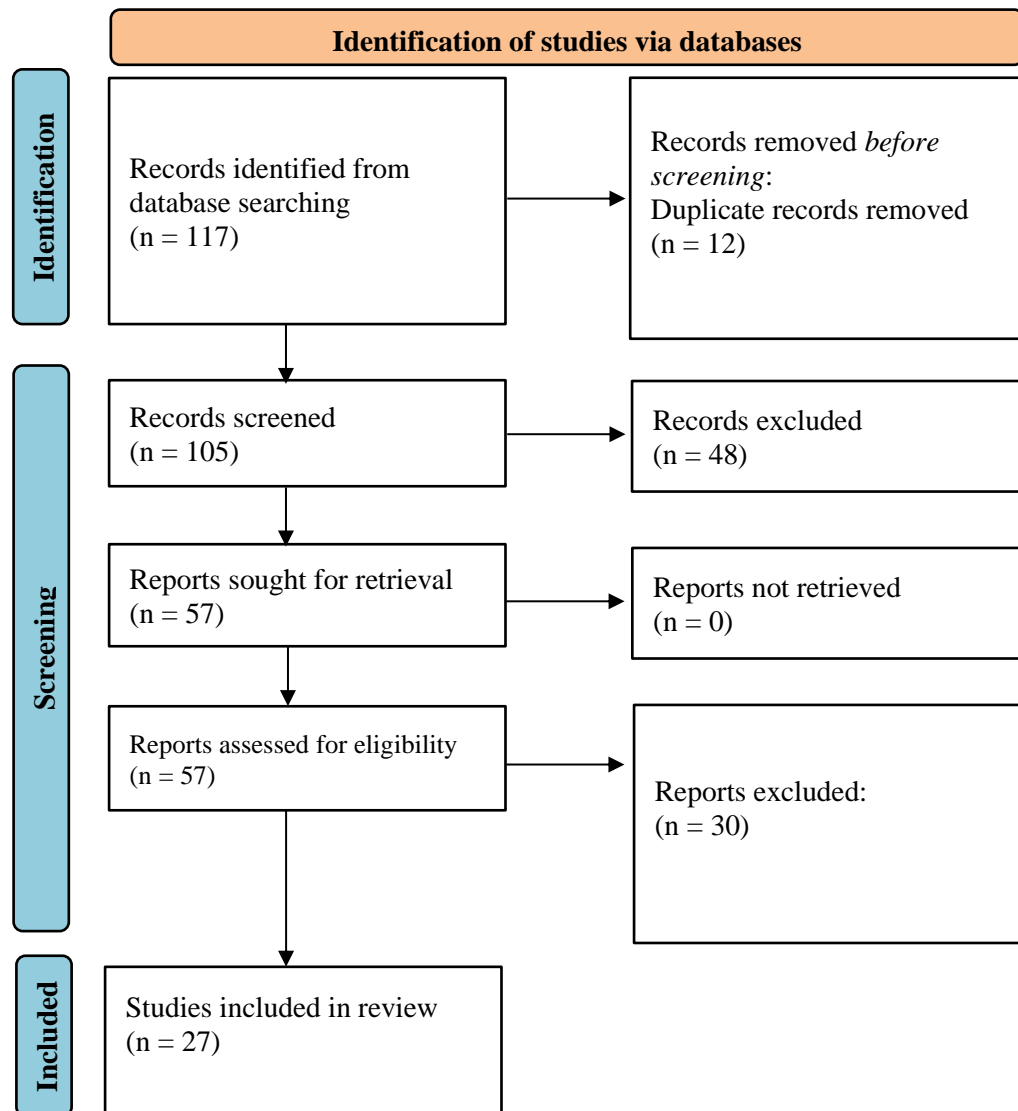 Identification of studies via databases
Identification
Records identified from
database searching
(n = 117)
Records removed before
screening:
Duplicate records removed
(n = 12)
Screening
Records screened
(n = 105)
Records excluded
(n = 48)
Reports sought for retrieval
(n = 57)
Reports not retrieved
(n = 0)
Reports assessed for eligibility
(n = 57)
Reports excluded:
(n = 30)
Included
Studies included in review
(n = 27)